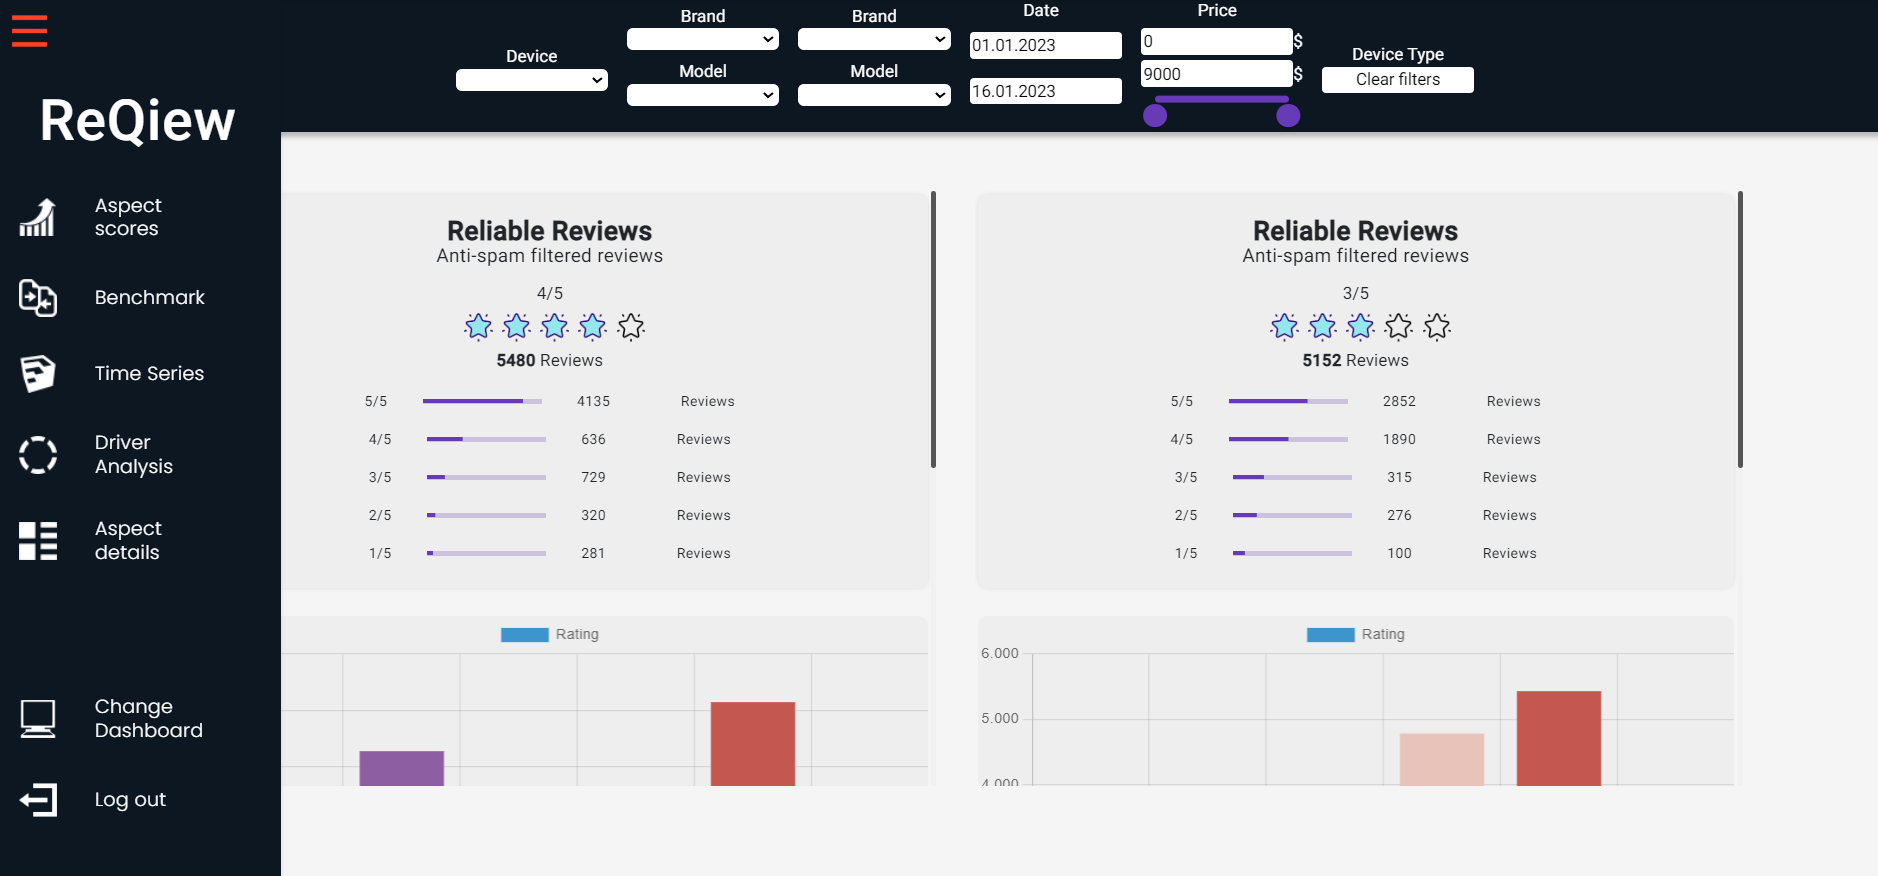 ReQiew
Aspect
scores
Benchmark
Time Series
Driver
Analysis
Aspect
details
Change
Dashboard
Log out
Device
Brand
Model
Brand
Model
Date
01.01.2023
16.01.2023
Price
0 $
9000 $
Device Type
Clear filters
Reliable Reviews
Anti-spam filtered reviews
4/5
5480 Reviews
5/5 4135 Reviews
4/5 636 Reviews
3/5 729 Reviews
2/5 320 Reviews
1/5 281 Reviews
Rating
Reliable Reviews
Anti-spam filtered reviews
3/5
5152 Reviews
5/5 2852 Reviews
4/5 1890 Reviews
3/5 315 Reviews
2/5 276 Reviews
1/5 100 Reviews
Rating
6.000
5.000
4.000